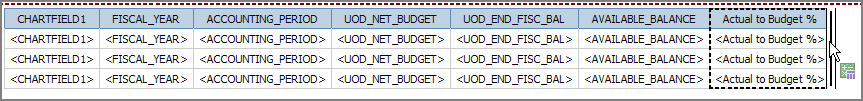 CHARTFIELD1 FISCAL_YEAR ACCOUNTING_PERIOD UOD_NET_BUDGET UOD_END_FISC_BAL AVAILABLE_BALANCE Actual to Budget %
<CHARTFIELD1> <FISCAL_YEAR> <ACCOUNTING_PERIOD> <UOD_NET_BUDGET> <UOD_END_FISC_BAL> <AVAILABLE_BALANCE> <Actual to Budget %>
<CHARTFIELD1> <FISCAL_YEAR> <ACCOUNTING_PERIOD> <UOD_NET_BUDGET> <UOD_END_FISC_BAL> <AVAILABLE_BALANCE> <Actual to Budget %>
<CHARTFIELD1> <FISCAL_YEAR> <ACCOUNTING_PERIOD> <UOD_NET_BUDGET> <UOD_END_FISC_BAL> <AVAILABLE_BALANCE> <Actual to Budget %>